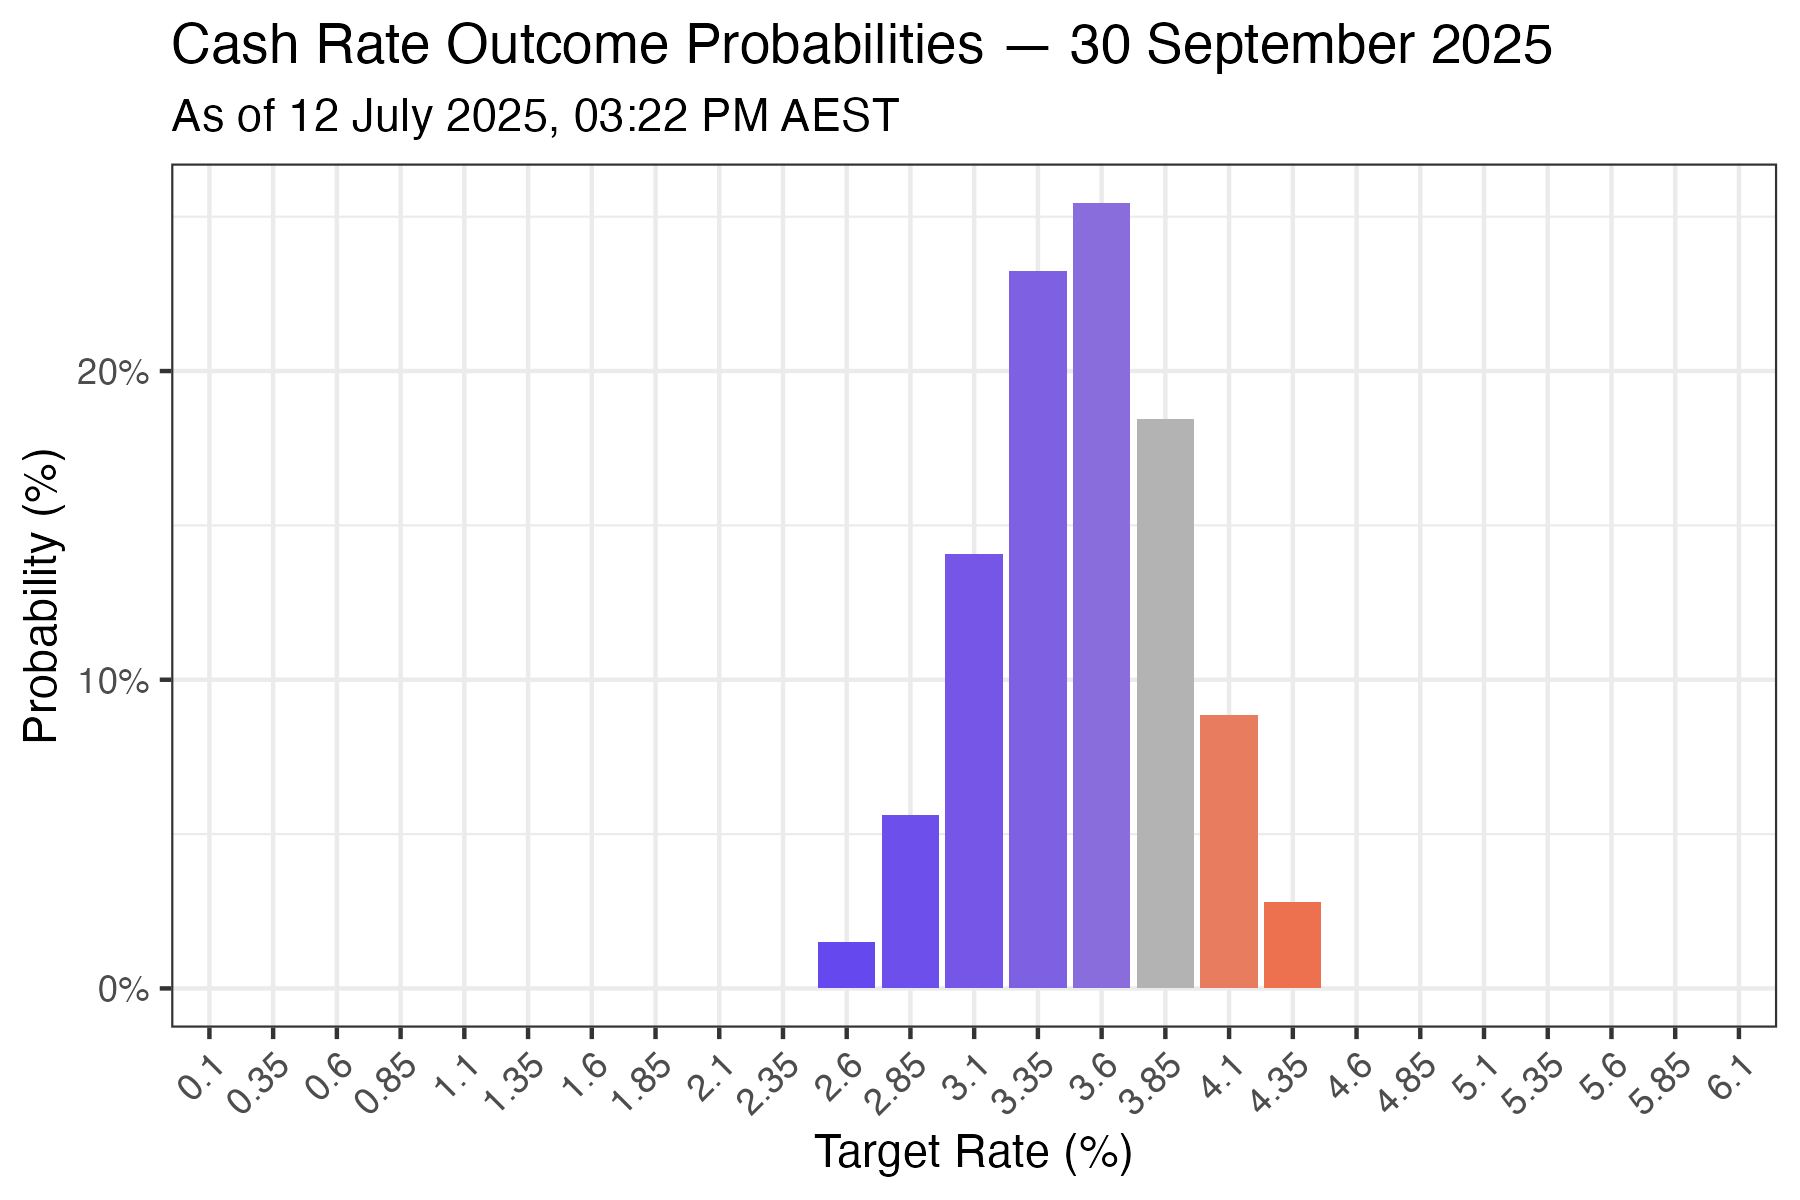 Cash Rate Outcome Probabilities — 30 September 2025
As of 12 July 2025, 03:22 PM AEST
Probability (%)
20%
10%
0%
0.1 0.35 0.6 0.85 1.1 1.35 1.6 1.85 2.1 2.35 2.6 2.85 3.1 3.35 3.6 3.85 4.1 4.35 4.6 4.85 5.1 5.35 5.6 5.85 6.1
Target Rate (%)